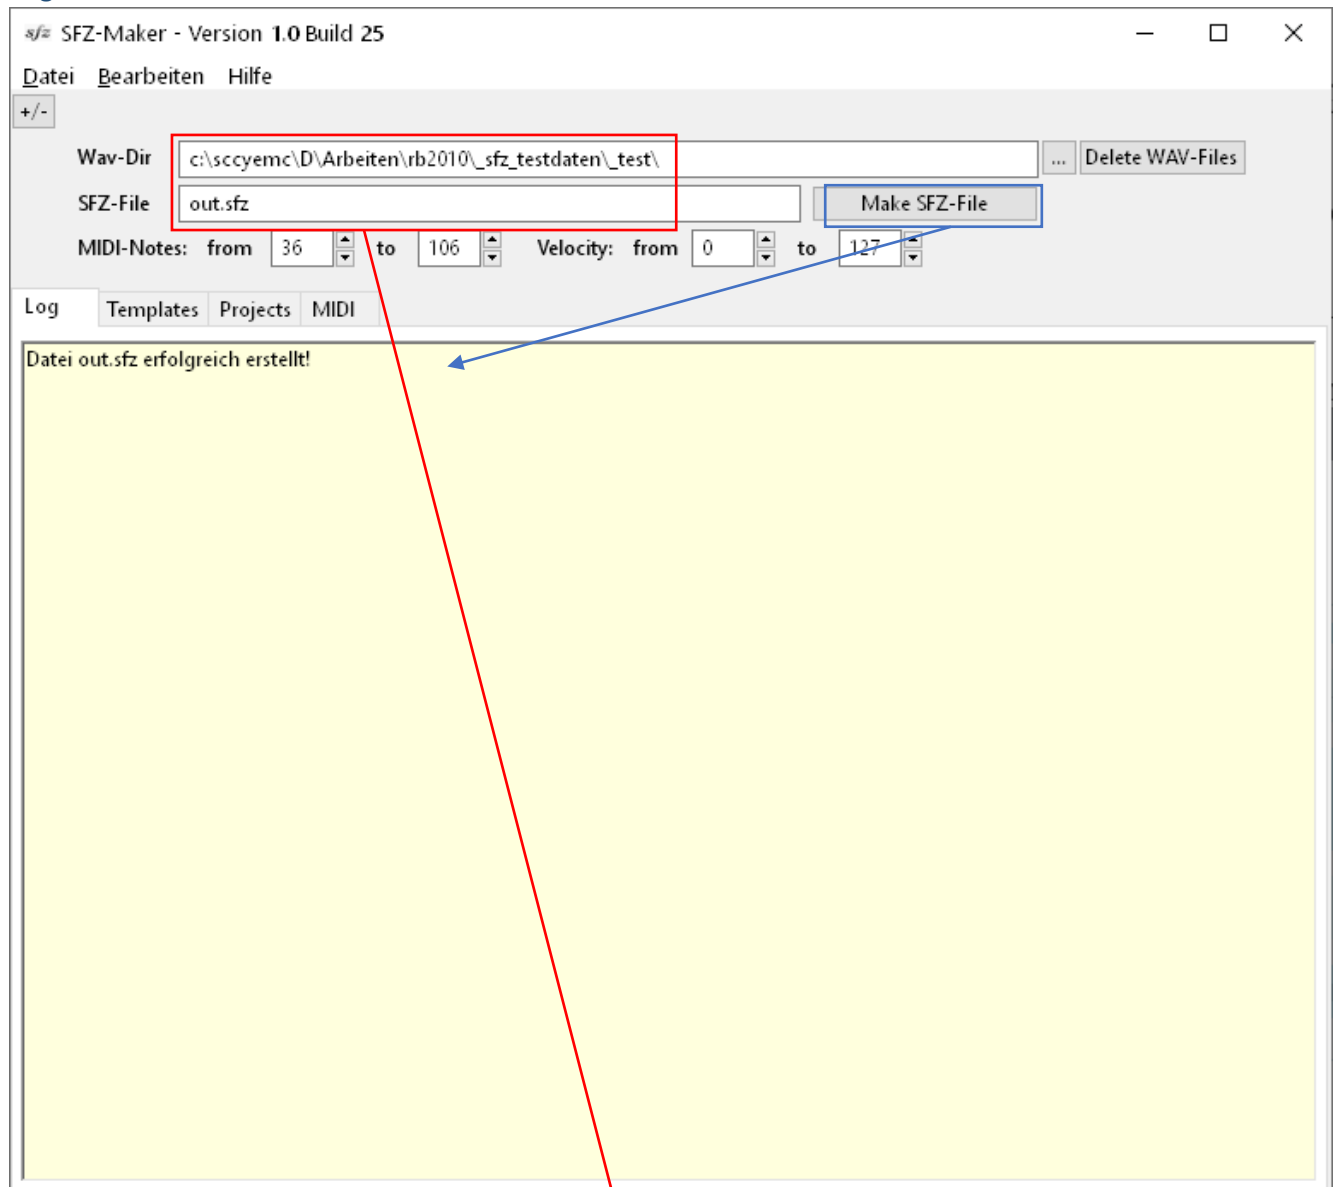 sfz SFZ-Maker - Version 1.0 Build 25
Datei Bearbeiten Hilfe
+/-
Wav-Dir c:\sccyemc\D\Arbeiten\rb2010\_sfz_testdaten\_test\ ... Delete WAV-Files
SFZ-File out.sfz Make SFZ-File
MIDI-Notes: from 36 to 106 Velocity: from 0 to 127
Log Templates Projects MIDI
Datei out.sfz erfolgreich erstellt!